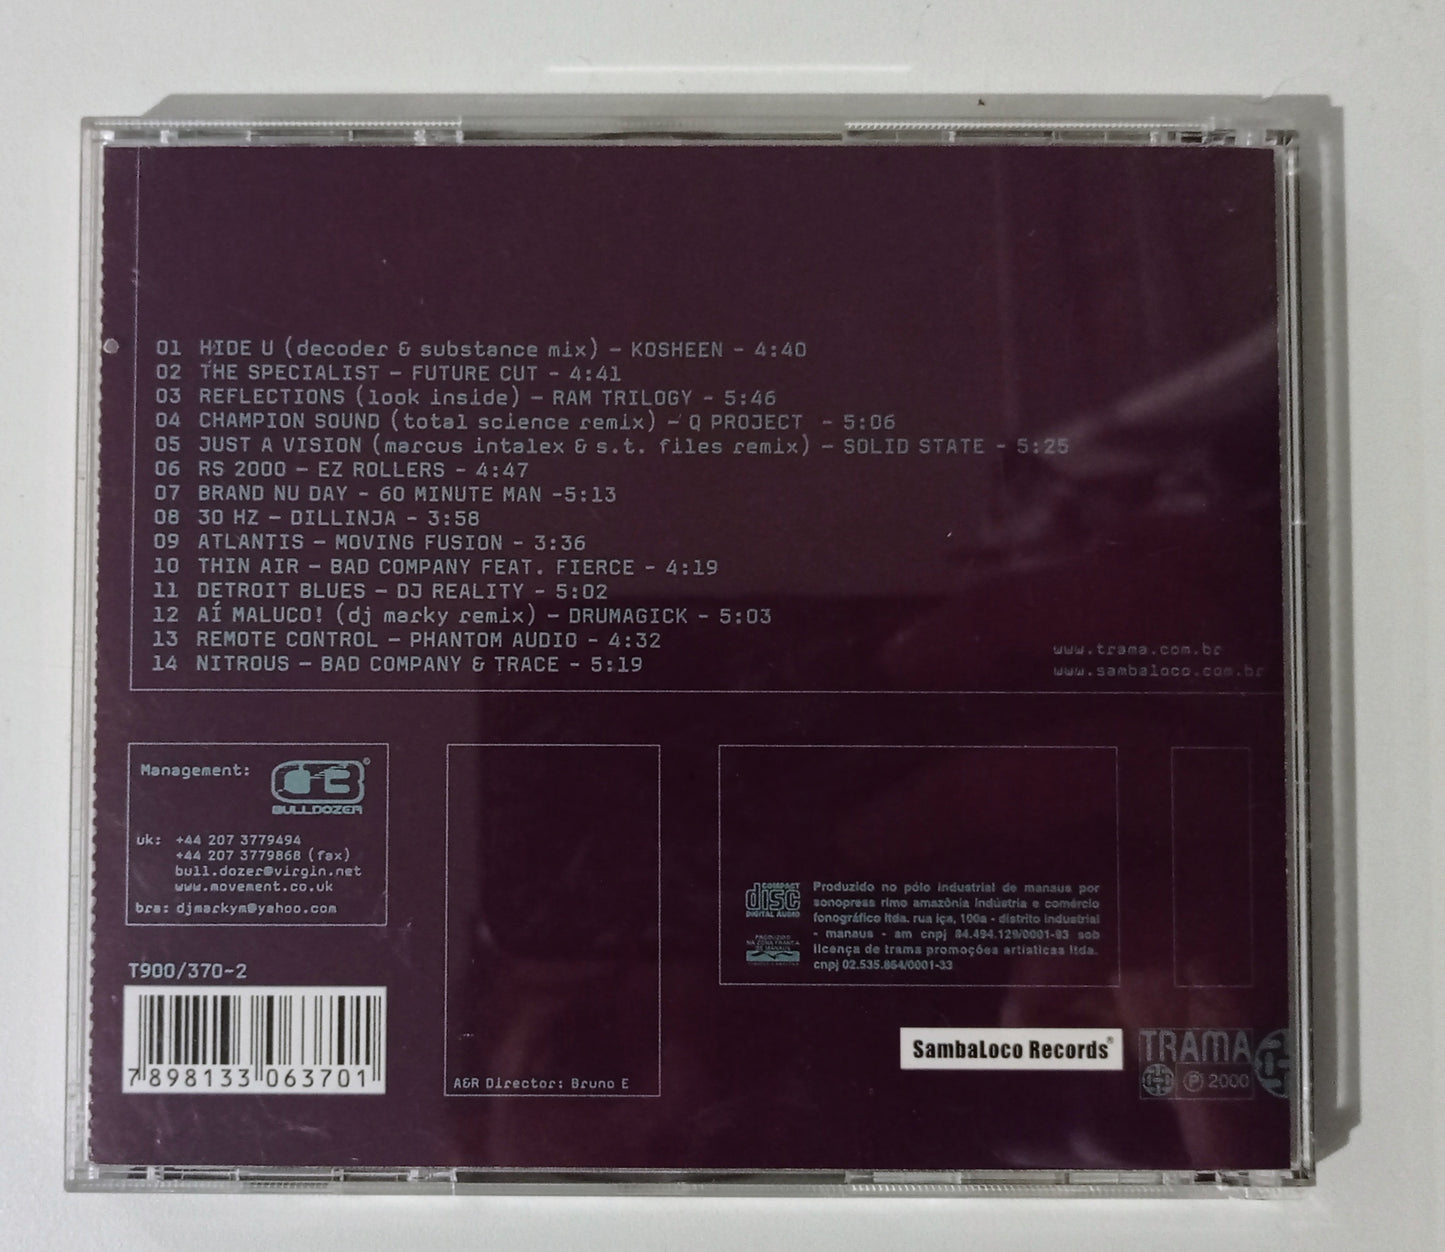 01 HIDE U (decoder & substance mix) – KOSHEEN - 4:40
02 THE SPECIALIST – FUTURE CUT - 4:41
03 REFLECTIONS (look inside) – RAM TRILOGY - 5:46
04 CHAMPION SOUND (total science remix) – Q PROJECT - 5:06
05 JUST A VISION (marcus intalex & s.t. files remix) – SOLID STATE - 5:25
06 RS 2000 – EZ ROLLERS - 4:47
07 BRAND NU DAY - 60 MINUTE MAN -5:13
08 30 HZ – DILLINJA - 3:58
09 ATLANTIS – MOVING FUSION - 3:36
10 THIN AIR – BAD COMPANY FEAT. FIERCE - 4:19
11 DETROIT BLUES – DJ REALITY - 5:02
12 AÍ MALUCO! (dj marky remix) – DRUMAGICK - 5:03
13 REMOTE CONTROL – PHANTOM AUDIO - 4:32
14 NITROUS – BAD COMPANY & TRACE - 5:19
www.trama.com.br
www.sambaloco.com.br
Management:
BULLDOZER
uk: +44 207 3779494
+44 207 3779868 (fax)
bull.dozer@virgin.net
www.movement.co.uk
bra: djmarkym@yahoo.com
T900/370-2
7 898133 063701
A&R Director: Bruno E
COMPACT
disc
DIGITAL AUDIO
PRODUZIDO
NA ZONA FRANCA
DE MANAUS
Produzido no pólo industrial de manaus por
sonopress rimo amazônia indústria e comércio
fonográfico ltda. rua iça, 100a - distrito industrial
- manaus - am cnpj 84.494.129/0001-93 sob
licença de trama promoções artísticas ltda.
cnpj 02.535.864/0001-33
SambaLoco Records®
TRAMA
℗ 2000